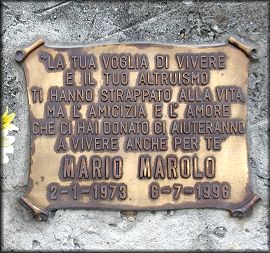 "LA TUA VOGLIA DI VIVERE
E IL TUO ALTRUISMO
TI HANNO STRAPPATO ALLA VITA,
MA L'AMICIZIA E L'AMORE
CHE CI HAI DONATO CI AIUTERANNO
A VIVERE ANCHE PER TE"
MARIO MAROLO
2-1-1973 6-7-1996